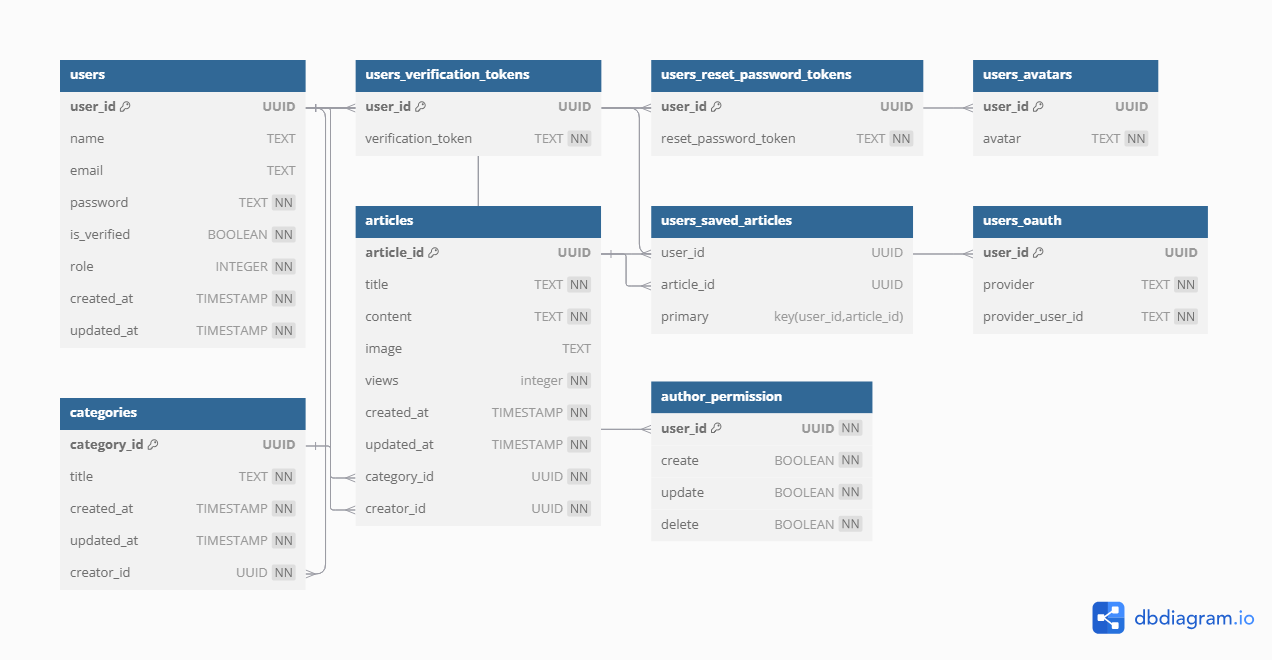 users
user_id UUID
name TEXT
email TEXT
password TEXT NN
is_verified BOOLEAN NN
role INTEGER NN
created_at TIMESTAMP NN
updated_at TIMESTAMP NN
users_verification_tokens
user_id UUID
verification_token TEXT NN
users_reset_password_tokens
user_id UUID
reset_password_token TEXT NN
users_avatars
user_id UUID
avatar TEXT NN
articles
article_id UUID
title TEXT NN
content TEXT NN
image TEXT
views integer NN
created_at TIMESTAMP NN
updated_at TIMESTAMP NN
category_id UUID NN
creator_id UUID NN
users_saved_articles
user_id UUID
article_id UUID
primary key(user_id,article_id)
users_oauth
user_id UUID
provider TEXT NN
provider_user_id TEXT NN
categories
category_id UUID
title TEXT NN
created_at TIMESTAMP NN
updated_at TIMESTAMP NN
creator_id UUID NN
author_permission
user_id UUID NN
create BOOLEAN NN
update BOOLEAN NN
delete BOOLEAN NN
dbdiagram.io